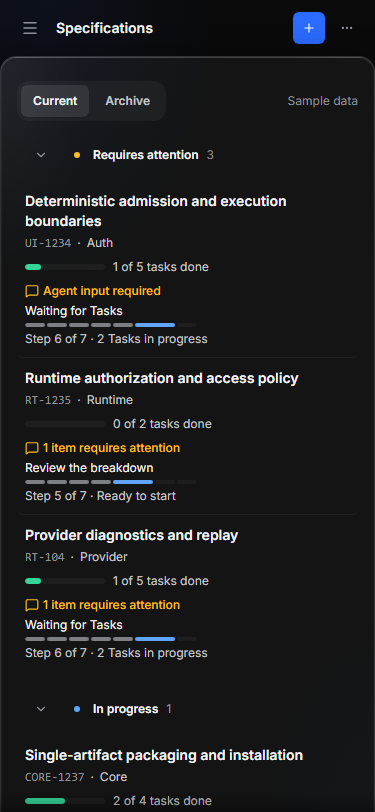 Specifications
Current
Archive
Sample data
Requires attention 3
Deterministic admission and execution
boundaries
UI-1234 · Auth
1 of 5 tasks done
Agent input required
Waiting for Tasks
Step 6 of 7 · 2 Tasks in progress
Runtime authorization and access policy
RT-1235 · Runtime
0 of 2 tasks done
1 item requires attention
Review the breakdown
Step 5 of 7 · Ready to start
Provider diagnostics and replay
RT-104 · Provider
1 of 5 tasks done
1 item requires attention
Waiting for Tasks
Step 6 of 7 · 2 Tasks in progress
In progress 1
Single-artifact packaging and installation
CORE-1237 · Core
2 of 4 tasks done